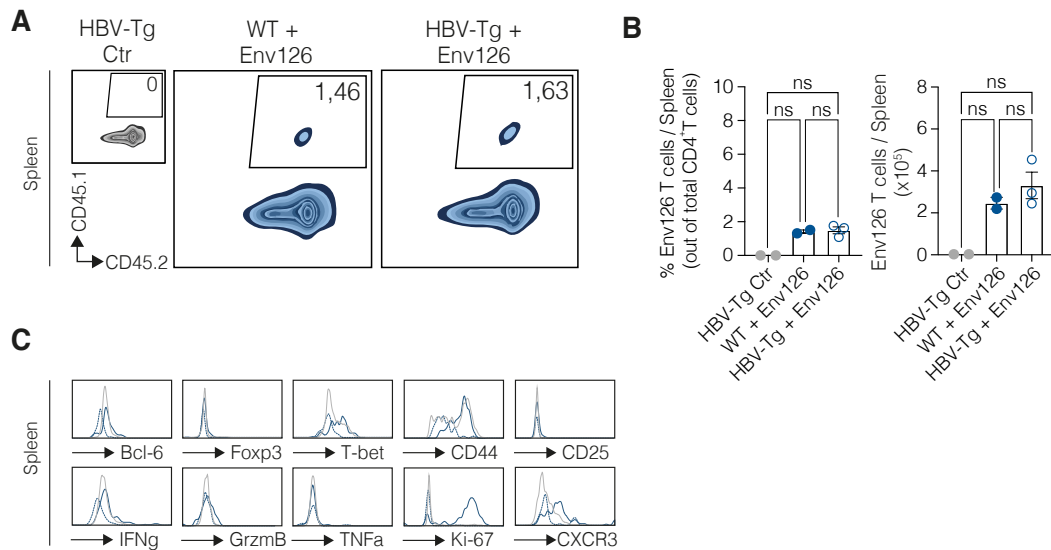 A
HBV-Tg
Ctr
WT +
Env126
HBV-Tg +
Env126
Spleen
0
1,46
1,63
CD45.1
CD45.2
B
% Env126 T cells / Spleen
(out of total CD4+T cells)
10
8
6
4
2
0
ns
ns
ns
HBV-Tg Ctr
WT + Env126
HBV-Tg + Env126
Env126 T cells / Spleen
(x10⁵)
8
6
4
2
0
ns
ns
ns
HBV-Tg Ctr
WT + Env126
HBV-Tg + Env126
C
Spleen
Bcl-6
Foxp3
T-bet
CD44
CD25
IFNg
GrzmB
TNFa
Ki-67
CXCR3